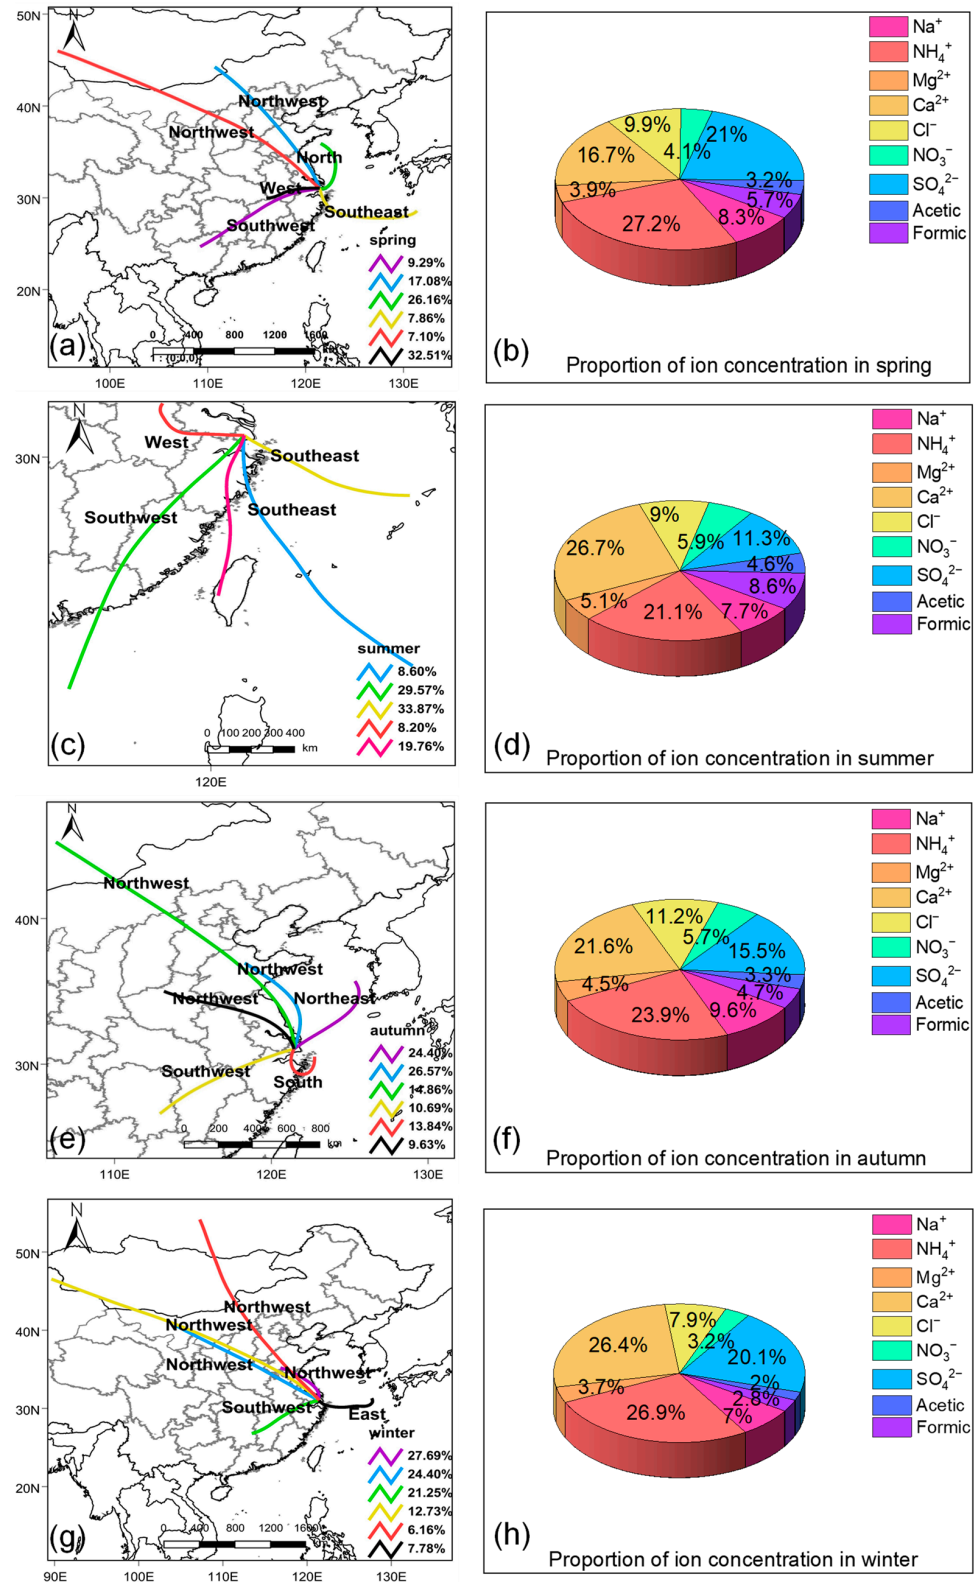 50N
N
40N
30N
20N
Northwest
Northwest
North
West
Southeast
Southwest
spring
9.29%
17.08%
26.16%
7.86%
7.10%
32.51%
0 400 800 1200 1600
(a)
100E 110E 120E 130E
Na⁺
NH₄⁺
Mg²⁺
Ca²⁺
Cl⁻
NO₃⁻
SO₄²⁻
Acetic
Formic
9.9%
4.1%
21%
16.7%
3.2%
3.9%
5.7%
27.2%
8.3%
(b)
Proportion of ion concentration in spring
N
30N
West
Southeast
Southwest
Southeast
summer
8.60%
29.57%
33.87%
8.20%
19.76%
0 100 200 300 400
km
(c)
120E
Na⁺
NH₄⁺
Mg²⁺
Ca²⁺
Cl⁻
NO₃⁻
SO₄²⁻
Acetic
Formic
9%
5.9%
11.3%
26.7%
4.6%
8.6%
5.1%
21.1%
7.7%
(d)
Proportion of ion concentration in summer
N
40N
30N
Northwest
Northwest
Northwest
Northeast
Southwest
South
autumn
24.40%
26.57%
14.86%
10.69%
13.84%
9.63%
0 200 400 600 800
km
(e)
110E 120E 130E
Na⁺
NH₄⁺
Mg²⁺
Ca²⁺
Cl⁻
NO₃⁻
SO₄²⁻
Acetic
Formic
11.2%
5.7%
15.5%
21.6%
3.3%
4.5%
4.7%
23.9%
9.6%
(f)
Proportion of ion concentration in autumn
N
50N
40N
30N
20N
Northwest
Northwest
Northwest
Northwest
Southwest
East
winter
27.69%
24.40%
21.25%
12.73%
6.16%
7.78%
0 400 800 1200 1600
(g)
90E 100E 110E 120E 130E
Na⁺
NH₄⁺
Mg²⁺
Ca²⁺
Cl⁻
NO₃⁻
SO₄²⁻
Acetic
Formic
7.9%
3.2%
20.1%
26.4%
2%
3.7%
2.8%
26.9%
7%
(h)
Proportion of ion concentration in winter